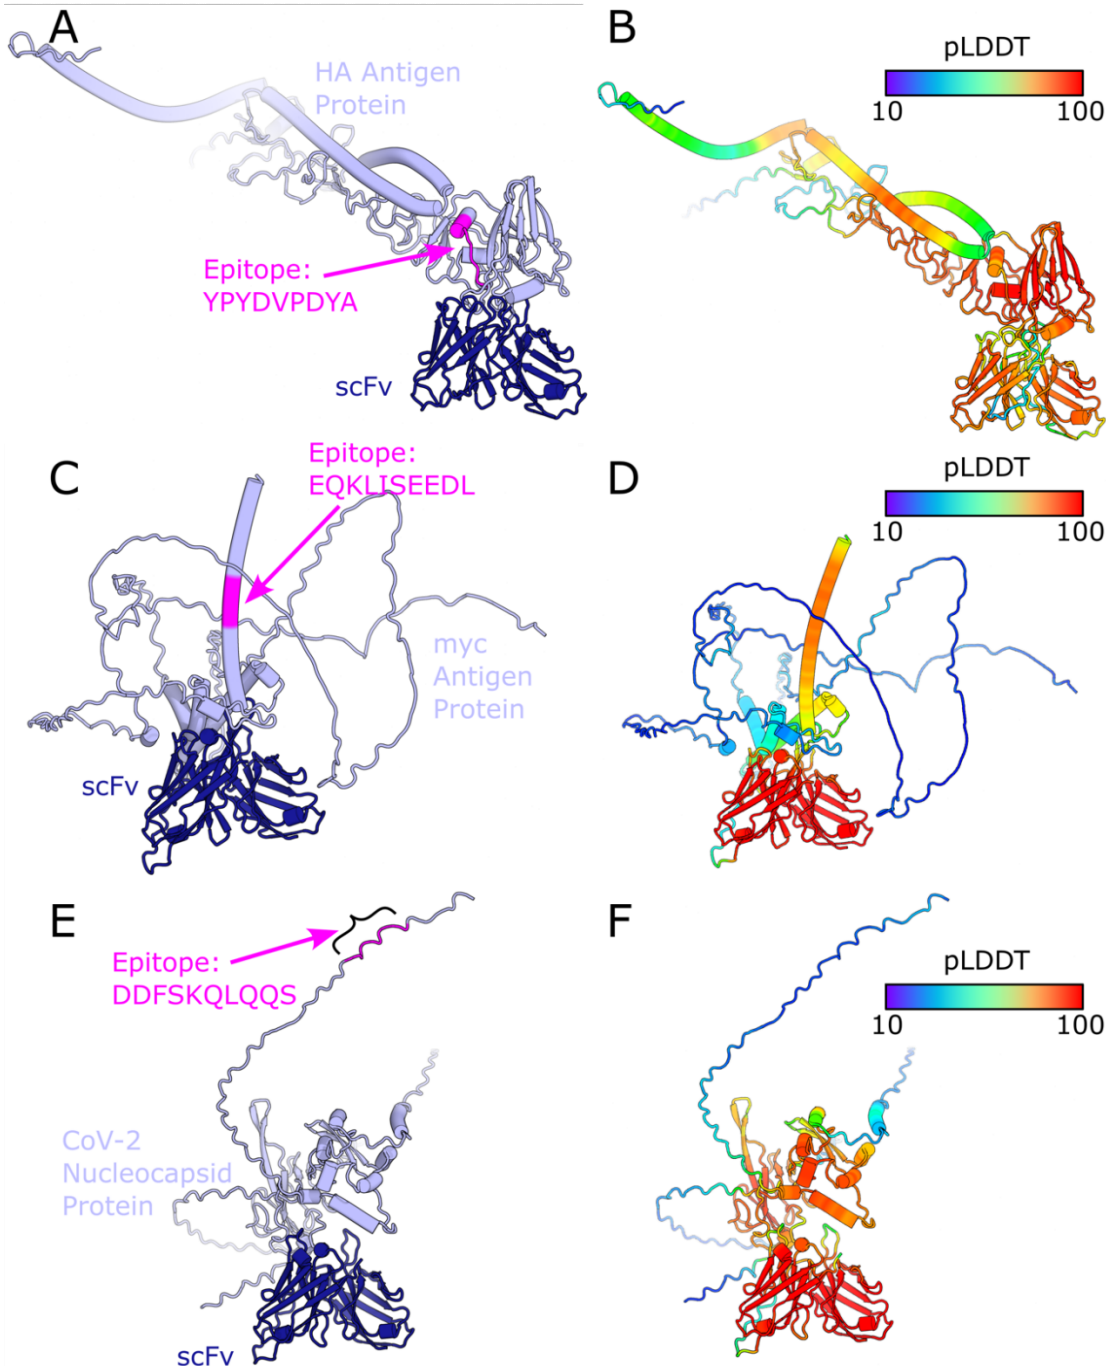 A
HA Antigen
Protein
Epitope:
YPYDVPDYA
scFv
B
pLDDT
10 100
C
Epitope:
EQKLISEEDL
myc
Antigen
Protein
scFv
D
pLDDT
10 100
E
Epitope:
DDFSKQLQQS
CoV-2
Nucleocapsid
Protein
scFv
F
pLDDT
10 100